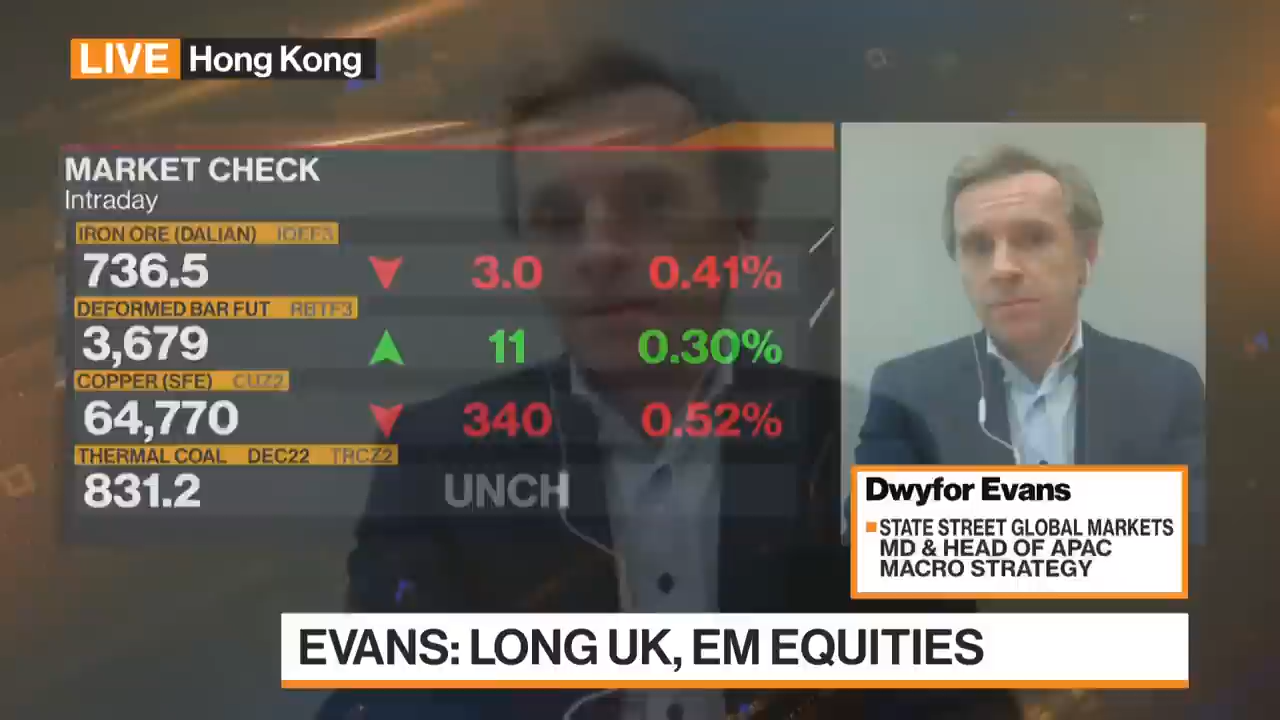 LIVE Hong Kong
MARKET CHECK
Intraday
IRON ORE (DALIAN) IOEF3
736.5 3.0 0.41%
DEFORMED BAR FUT RBTF3
3,679 11 0.30%
COPPER (SFE) CUZ2
64,770 340 0.52%
THERMAL COAL DEC22 TRCZ2
831.2 UNCH
Dwyfor Evans
STATE STREET GLOBAL MARKETS
MD & HEAD OF APAC
MACRO STRATEGY
EVANS: LONG UK, EM EQUITIES